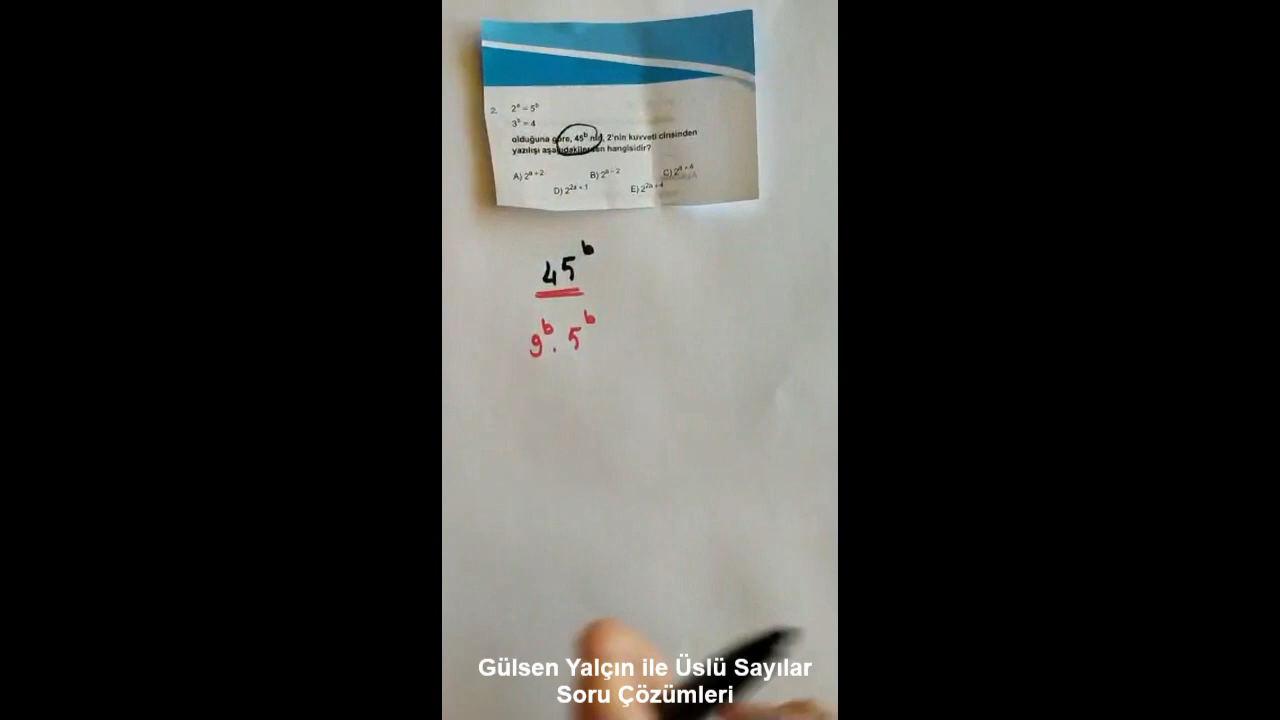 2. 2ᵃ = 5ᵇ
3ᵇ = 4
olduğuna göre, 45ᵇ nin, 2'nin kuvveti cinsinden
yazılışı aşağıdakilerden hangisidir?
A) 2ᵃ⁺² B) 2ᵃ⁻² C) 2ᵃ⁺⁴
D) 2²ᵃ⁺¹ E) 2²ᵃ⁺⁴
45ᵇ
9ᵇ . 5ᵇ
Gülsen Yalçın ile Üslü Sayılar
Soru Çözümleri